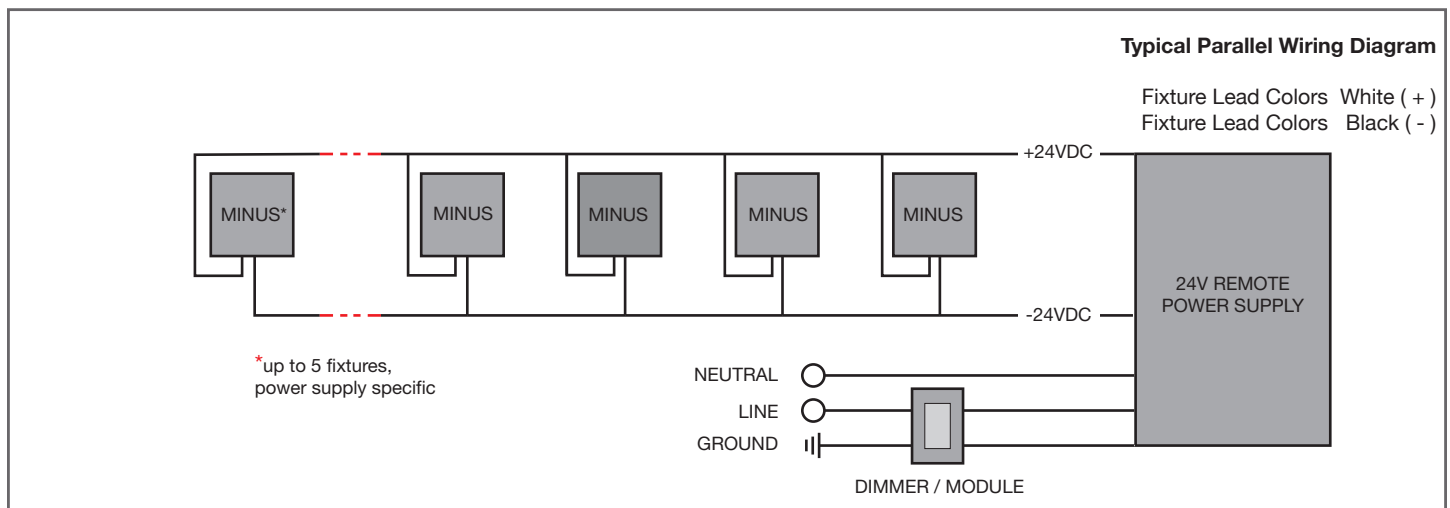 Typical Parallel Wiring Diagram
Fixture Lead Colors White ( + )
Fixture Lead Colors Black ( - )
+24VDC
MINUS*
MINUS
MINUS
MINUS
MINUS
24V REMOTE
POWER SUPPLY
-24VDC
*up to 5 fixtures,
power supply specific
NEUTRAL
LINE
GROUND
DIMMER / MODULE